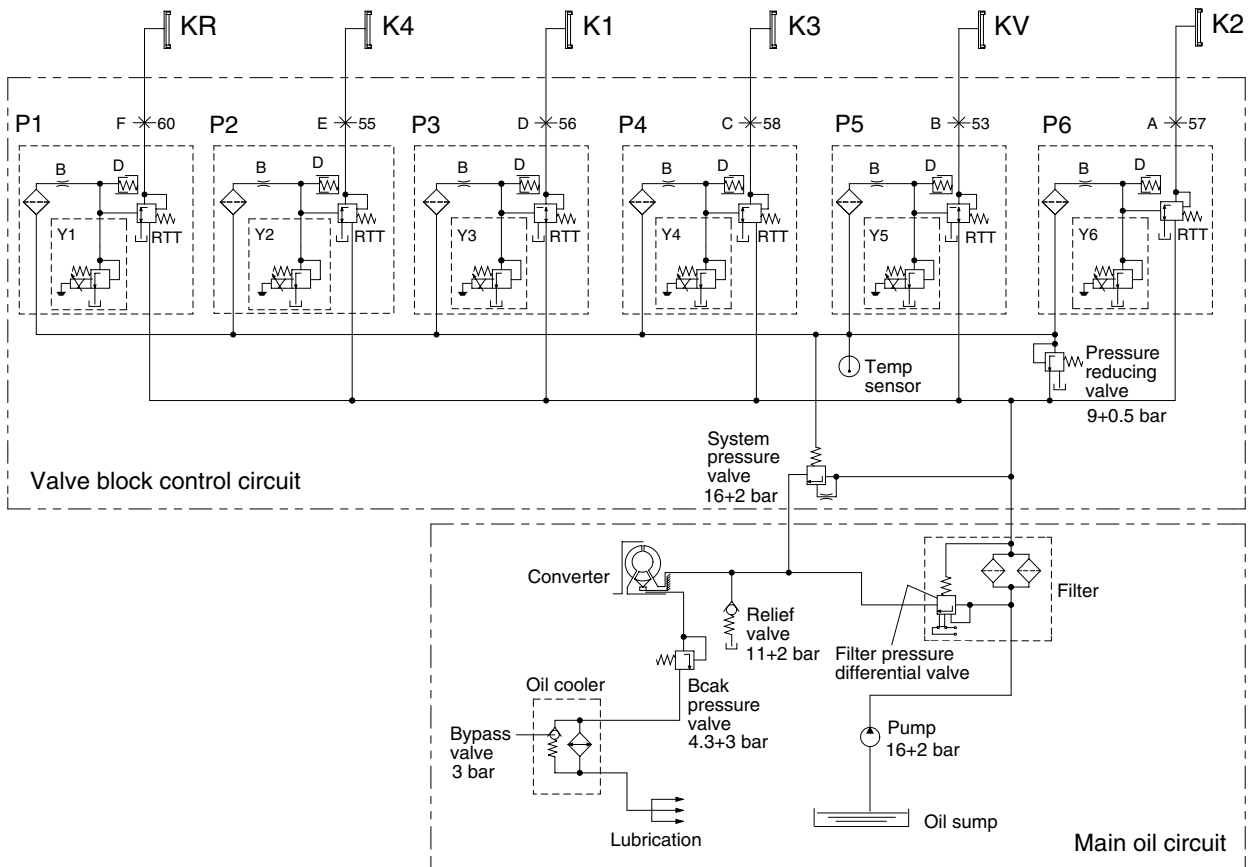 KR
K4
K1
K3
KV
K2
P1
F
60
P2
E
55
P3
D
56
P4
C
58
P5
B
53
P6
A
57
B
D
B
D
B
D
B
D
B
D
B
D
Y1
RTT
Y2
RTT
Y3
RTT
Y4
RTT
Y5
RTT
Y6
RTT
Temp
sensor
Pressure
reducing
valve
9+0.5 bar
System
pressure
valve
16+2 bar
Valve block control circuit
Converter
Relief
valve
11+2 bar
Filter
Filter pressure
differential valve
Oil cooler
Bcak
pressure
valve
4.3+3 bar
Bypass
valve
3 bar
Pump
16+2 bar
Lubrication
Oil sump
Main oil circuit